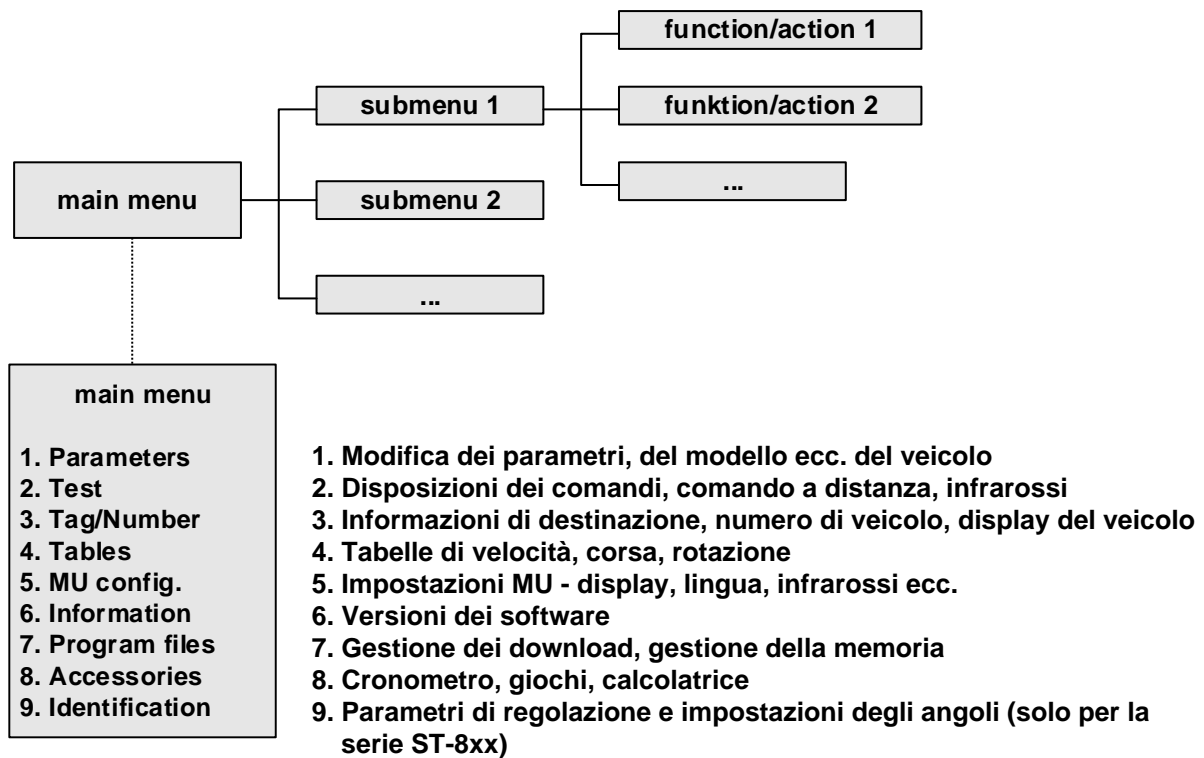 function/action 1
submenu 1
funktion/action 2
main menu
submenu 2
...
...
main menu
1. Parameters
2. Test
3. Tag/Number
4. Tables
5. MU config.
6. Information
7. Program files
8. Accessories
9. Identification
1. Modifica dei parametri, del modello ecc. del veicolo
2. Disposizioni dei comandi, comando a distanza, infrarossi
3. Informazioni di destinazione, numero di veicolo, display del veicolo
4. Tabelle di velocità, corsa, rotazione
5. Impostazioni MU - display, lingua, infrarossi ecc.
6. Versioni dei software
7. Gestione dei download, gestione della memoria
8. Cronometro, giochi, calcolatrice
9. Parametri di regolazione e impostazioni degli angoli (solo per la
serie ST-8xx)